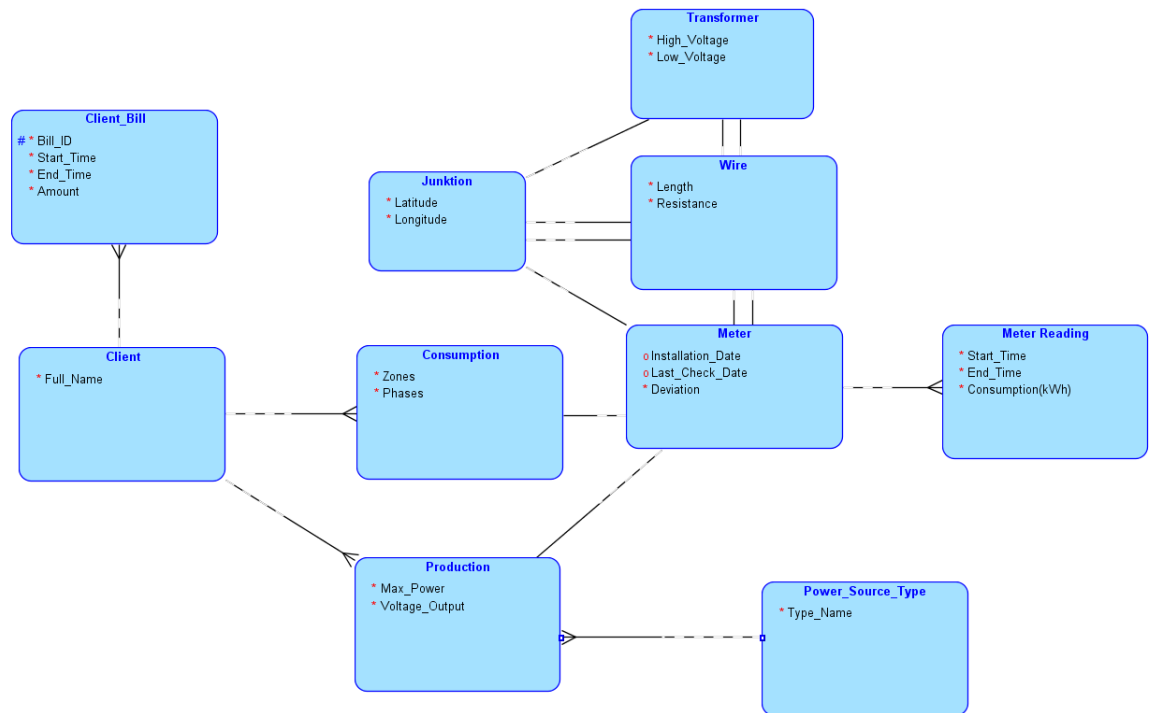 Transformer
* High_Voltage
* Low_Voltage
Client_Bill
# * Bill_ID
* Start_Time
* End_Time
* Amount
Junktion
* Latitude
* Longitude
Wire
* Length
* Resistance
Client
* Full_Name
Consumption
* Zones
* Phases
Meter
o Installation_Date
o Last_Check_Date
* Deviation
Meter Reading
* Start_Time
* End_Time
* Consumption(kWh)
Production
* Max_Power
* Voltage_Output
Power_Source_Type
* Type_Name